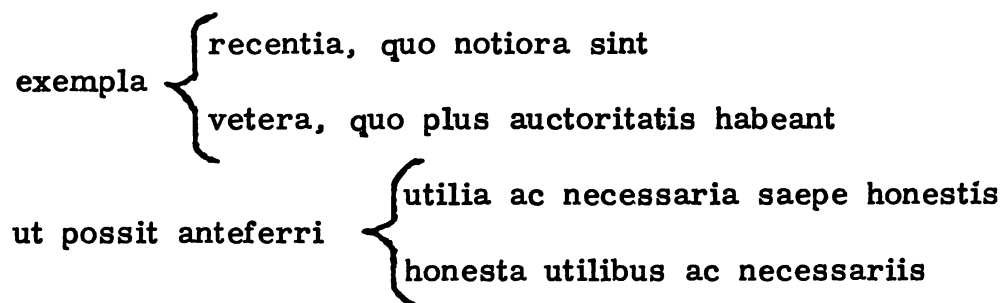 recentia, quo notiora sint
exempla
vetera, quo plus auctoritatis habeant
utilia ac necessaria saepe honestis
ut possit anteferri
honesta utilibus ac necessariis